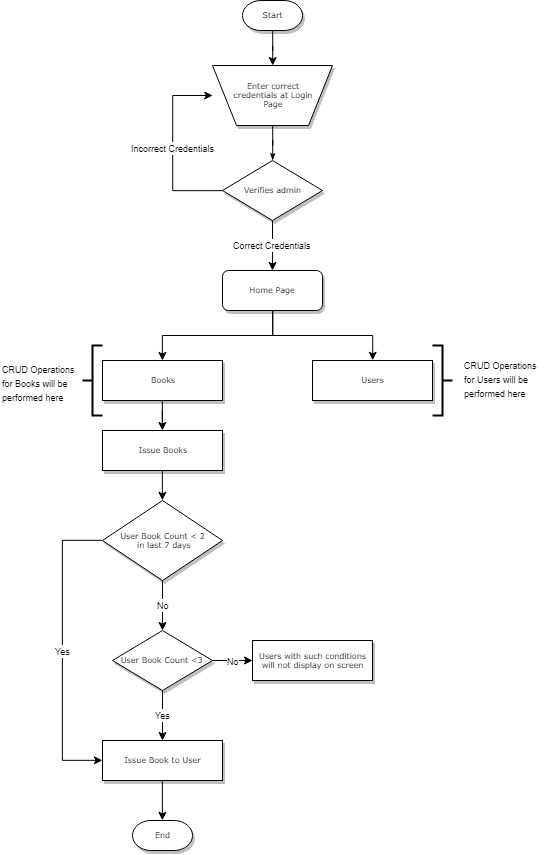 Start
Enter correct
credentials at Login
Page
Incorrect Credentials
Verifies admin
Correct Credentials
Home Page
CRUD Operations
for Books will be
performed here
Books
Users
CRUD Operations
for Users will be
performed here
Issue Books
User Book Count < 2
in last 7 days
No
Yes
User Book Count <3
No
Users with such conditions
will not display on screen
Yes
Issue Book to User
End